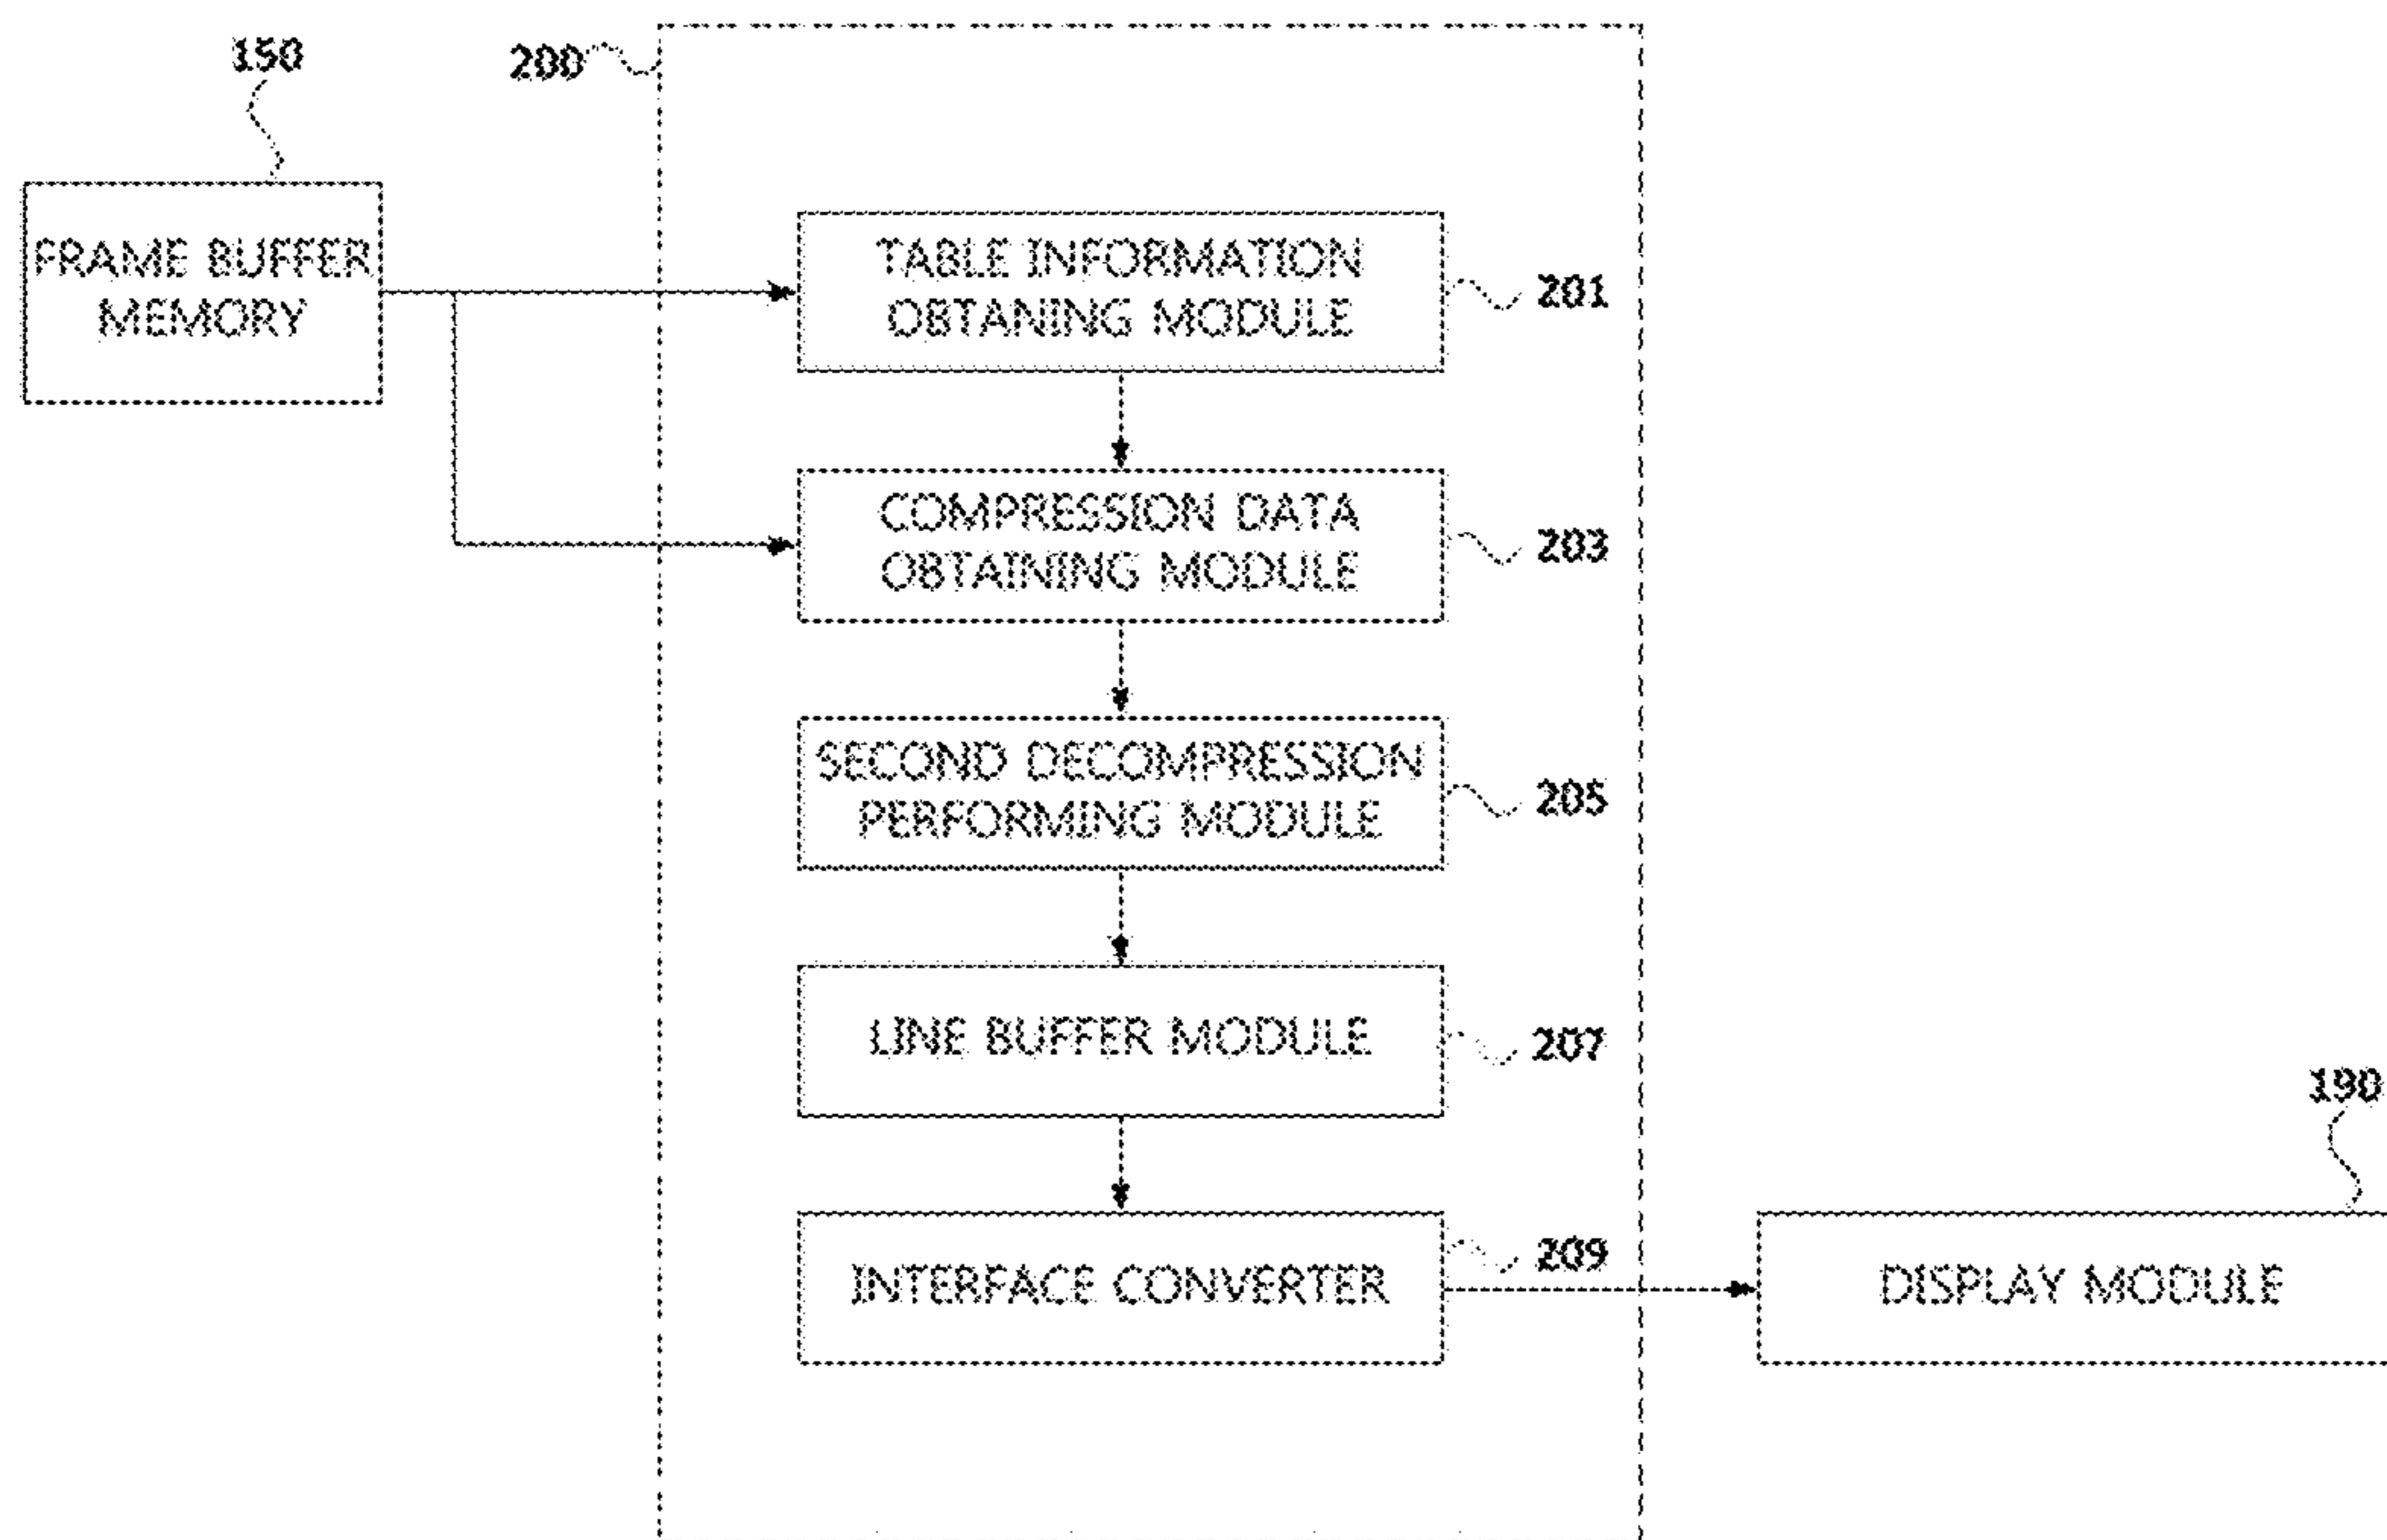 150
200
FRAME BUFFER
MEMORY
TABLE INFORMATION
OBTANING MODULE
201
COMPRESSION DATA
OBTAINING MODULE
203
SECOND DECOMPRESSION
PERFORMING MODULE
205
LINE BUFFER MODULE
207
190
INTERFACE CONVERTER
209
DISPLAY MODULE